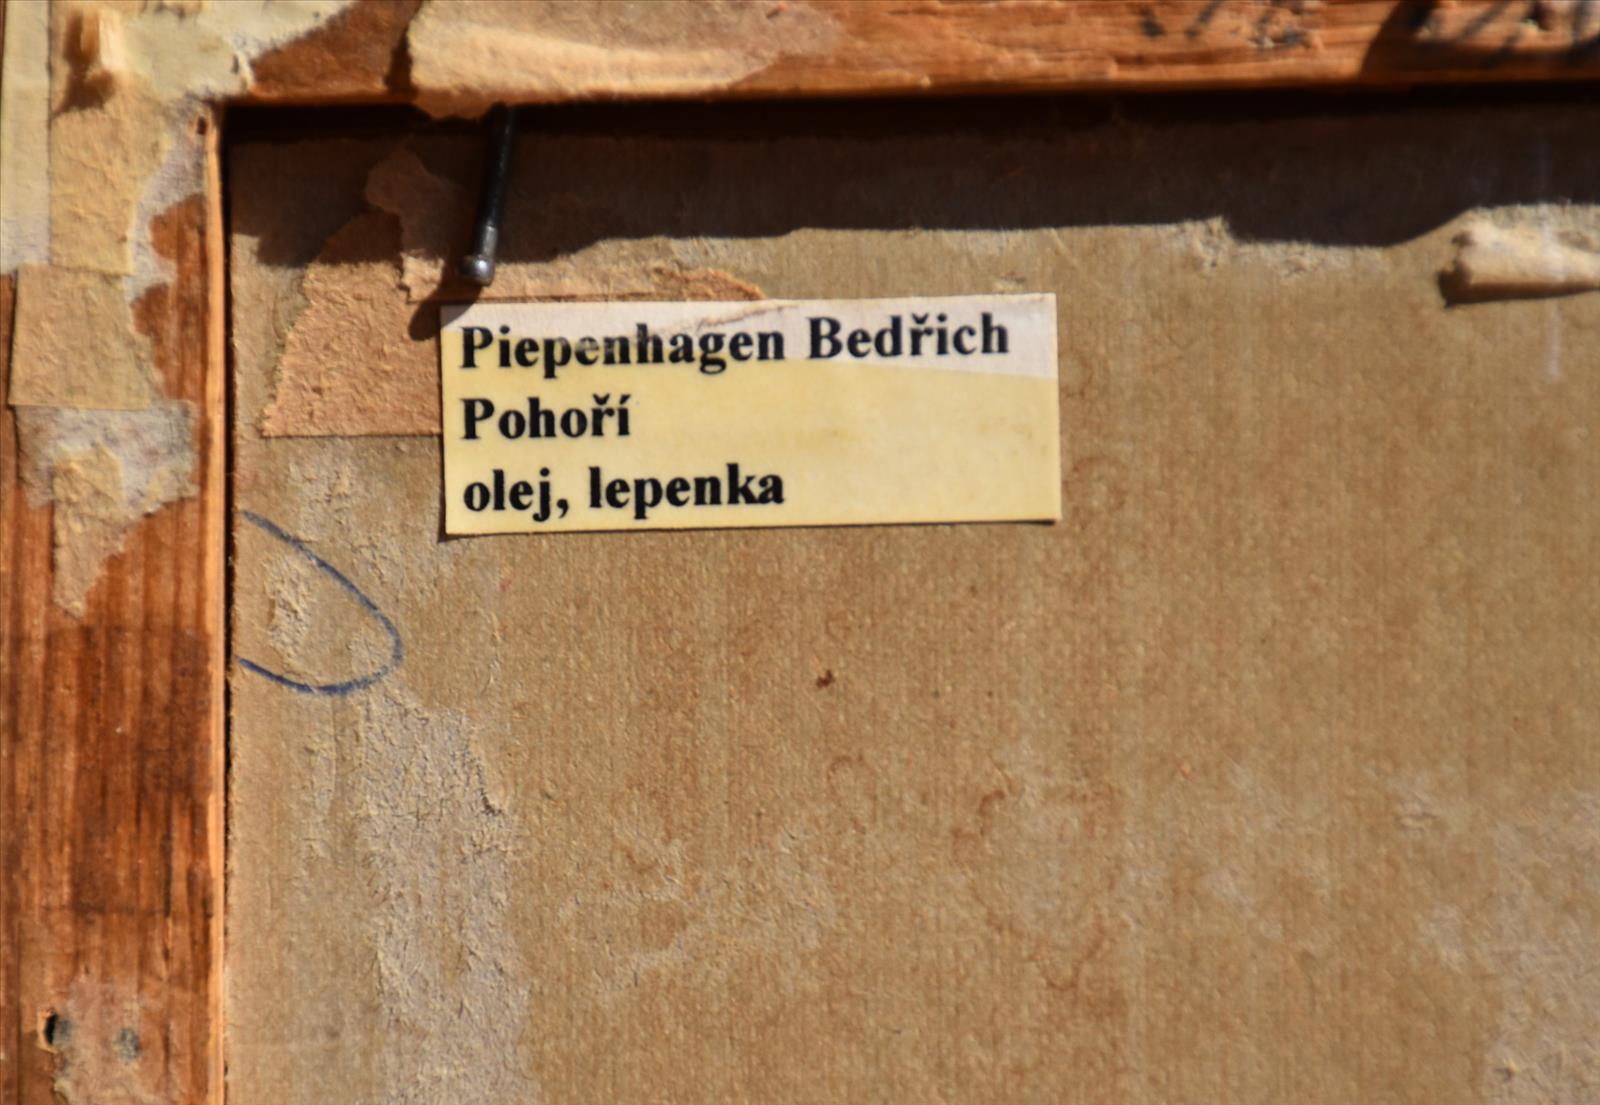 Piepenhagen Bedřich
Pohoří
olej, lepenka